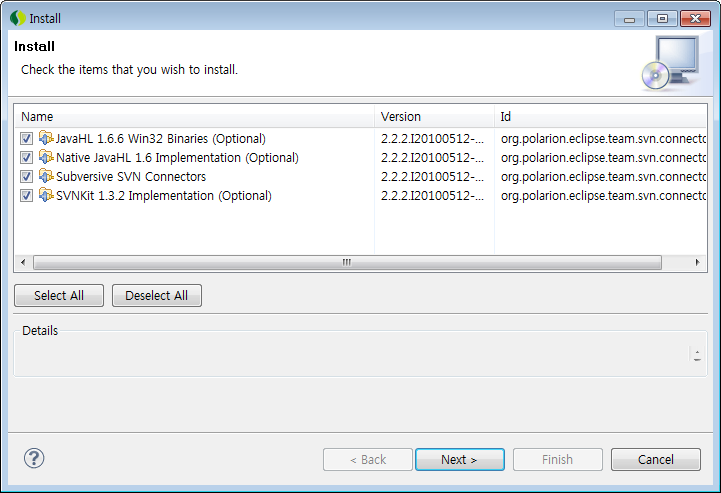 Install
Install
Check the items that you wish to install.
Name Version Id
JavaHL 1.6.6 Win32 Binaries (Optional) 2.2.2.I20100512-... org.polarion.eclipse.team.svn.connecto
Native JavaHL 1.6 Implementation (Optional) 2.2.2.I20100512-... org.polarion.eclipse.team.svn.connecto
Subversive SVN Connectors 2.2.2.I20100512-... org.polarion.eclipse.team.svn.connecto
SVNKit 1.3.2 Implementation (Optional) 2.2.2.I20100512-... org.polarion.eclipse.team.svn.connecto
Select All Deselect All
Details
? < Back Next > Finish Cancel